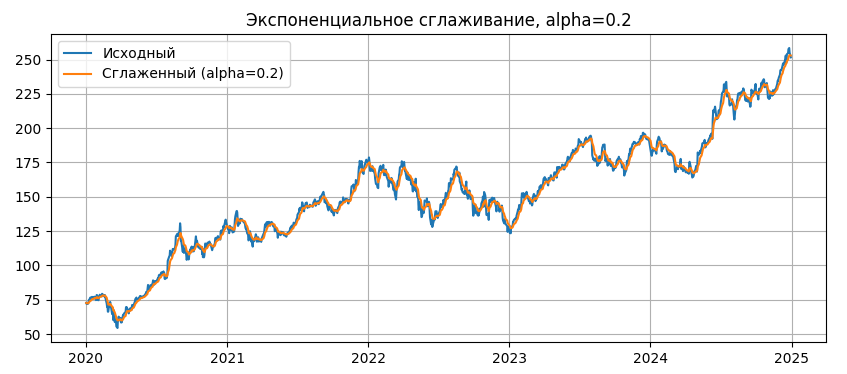 Экспоненциальное сглаживание, alpha=0.2
Исходный
Сглаженный (alpha=0.2)
250
225
200
175
150
125
100
75
50
2020 2021 2022 2023 2024 2025